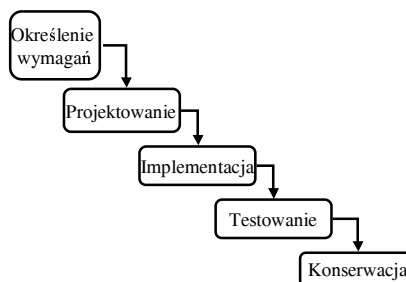 Określenie
wymagań
Projektowanie
Implementacja
Testowanie
Konserwacja